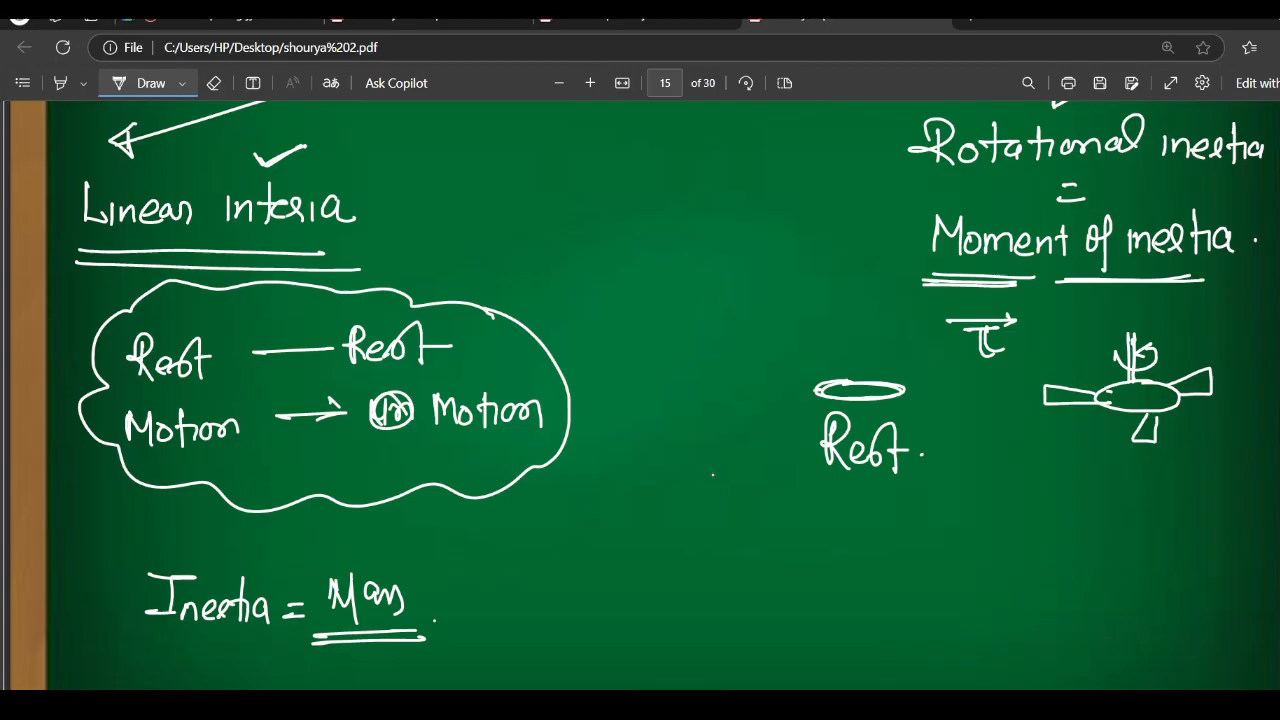 File C:/Users/HP/Desktop/shourya%202.pdf
Draw Ask Copilot 15 of 30 Edit with
Rotational inertia
=
Moment of inertia.
Linear interia
Rest — Rest
Motion → un Motion
τ
Rest.
Inertia = Mass.